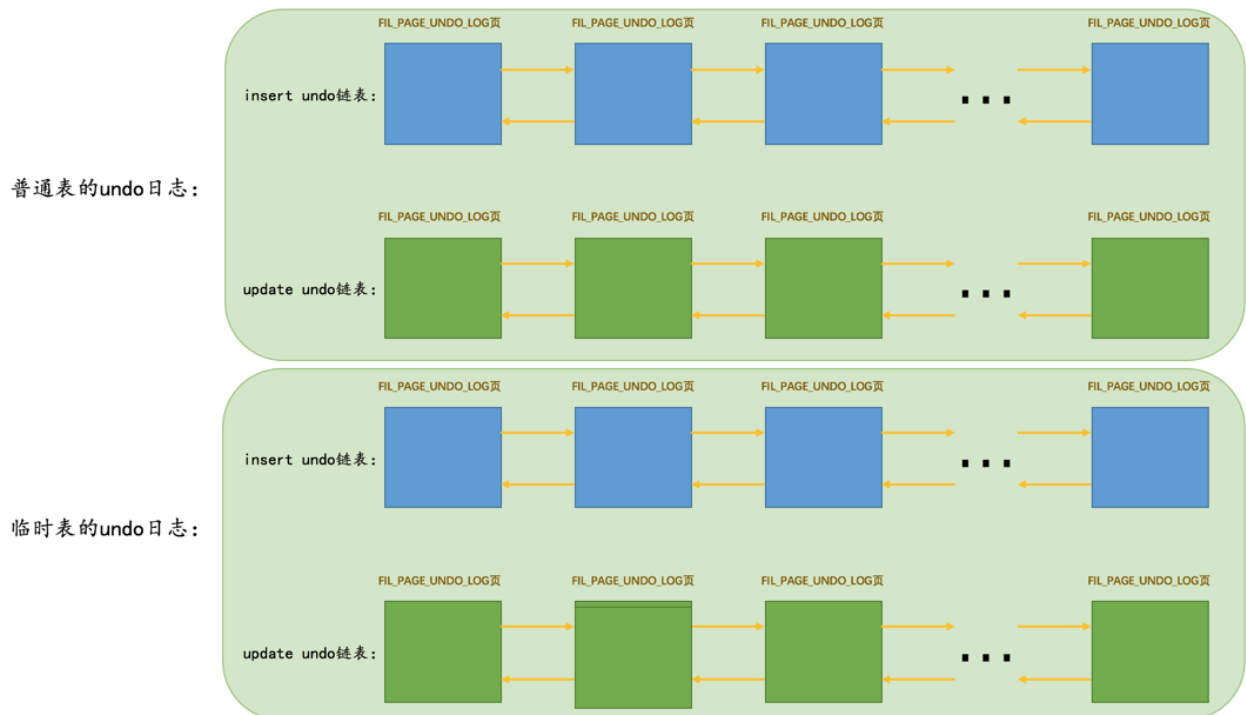 FIL_PAGE_UNDO_LOG页 FIL_PAGE_UNDO_LOG页 FIL_PAGE_UNDO_LOG页 FIL_PAGE_UNDO_LOG页
insert undo链表：
...
普通表的undo日志：
FIL_PAGE_UNDO_LOG页 FIL_PAGE_UNDO_LOG页 FIL_PAGE_UNDO_LOG页 FIL_PAGE_UNDO_LOG页
update undo链表：
...
FIL_PAGE_UNDO_LOG页 FIL_PAGE_UNDO_LOG页 FIL_PAGE_UNDO_LOG页 FIL_PAGE_UNDO_LOG页
insert undo链表：
...
临时表的undo日志：
FIL_PAGE_UNDO_LOG页 FIL_PAGE_UNDO_LOG页 FIL_PAGE_UNDO_LOG页 FIL_PAGE_UNDO_LOG页
update undo链表：
...